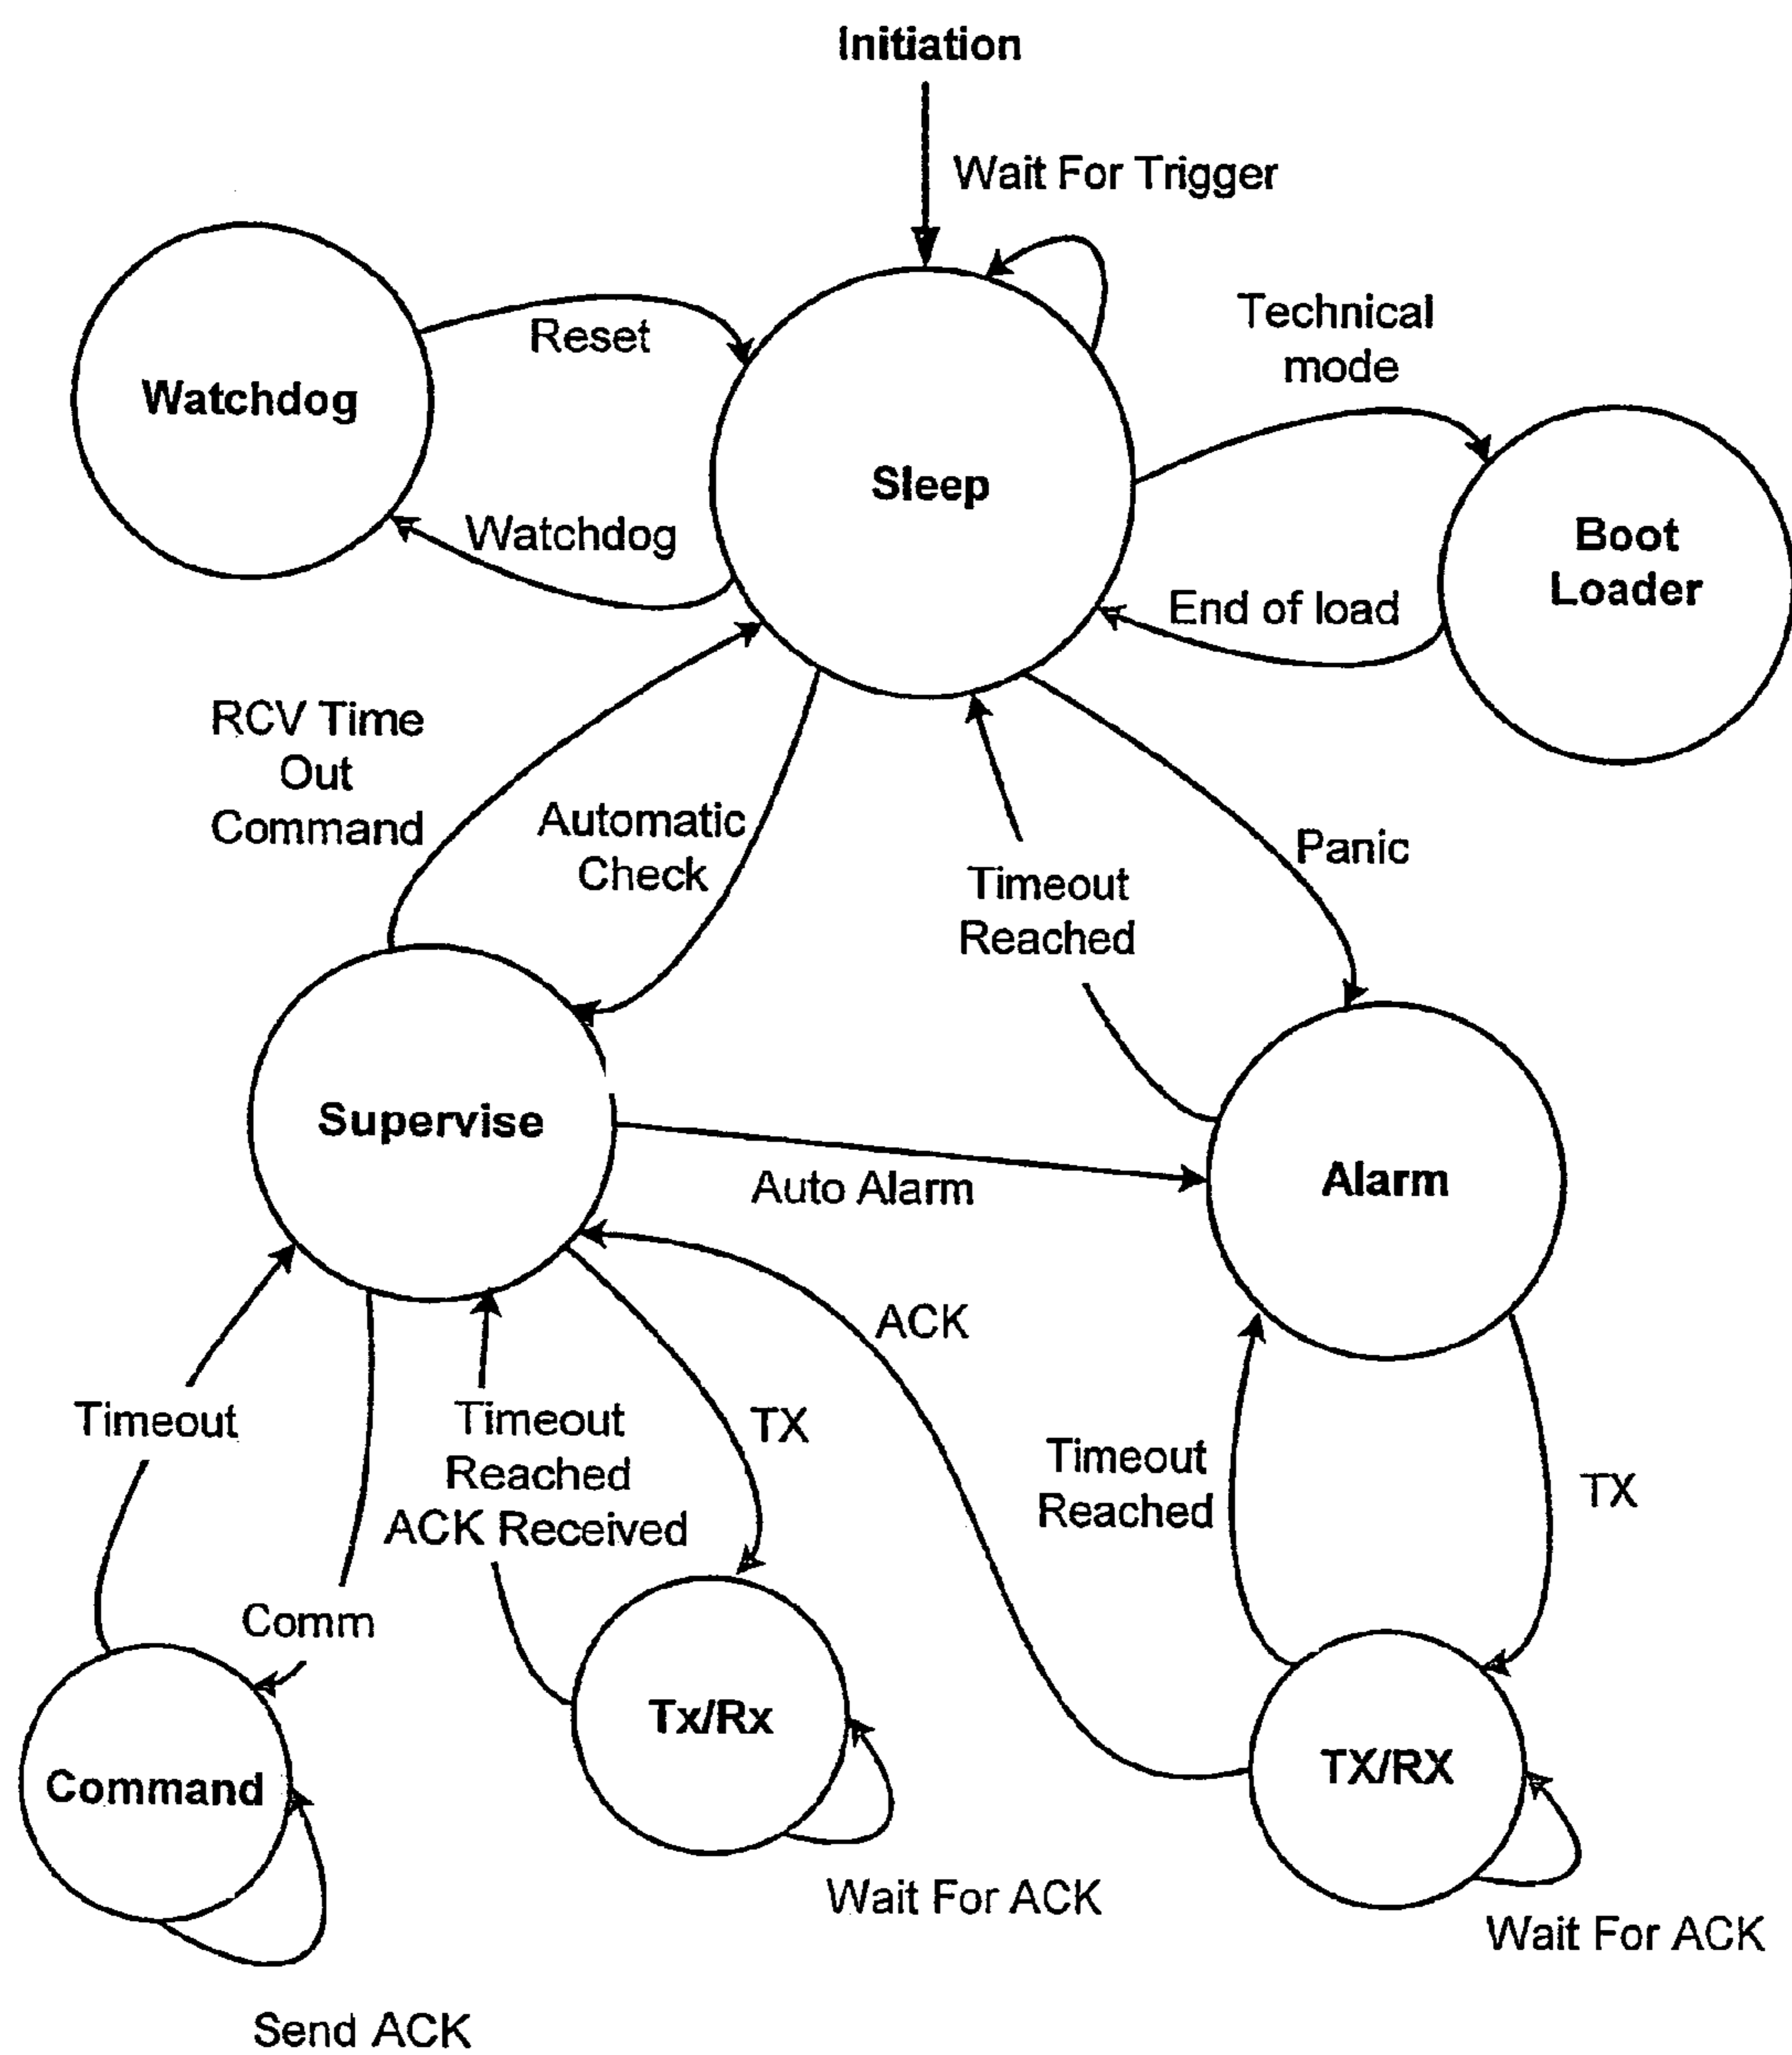 Initiation
Wait For Trigger
Technical
mode
Reset
Watchdog
Sleep
Watchdog
Boot
Loader
End of load
RCV Time
Out
Command
Automatic
Check
Panic
Timeout
Reached
Supervise
Auto Alarm
Alarm
ACK
Timeout
Timeout
Reached
ACK Received
TX
Timeout
Reached
TX
Comm
Tx/Rx
TX/RX
Command
Wait For ACK
Wait For ACK
Send ACK